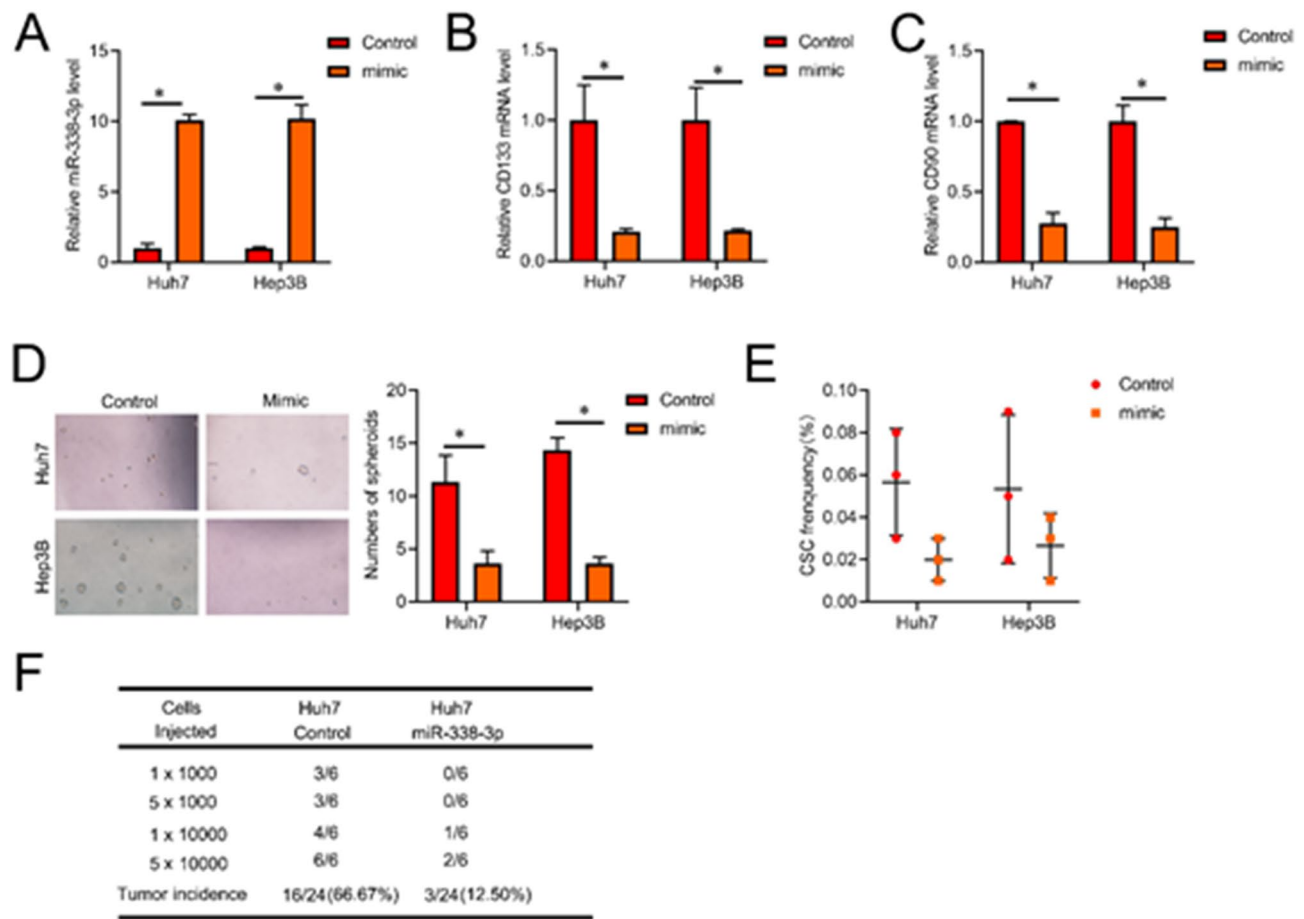 A
Relative miR-338-3p level
15
10
5
0
*
*
Huh7
Hep3B
Control
mimic
B
Relative CD133 mRNA level
1.5
1.0
0.5
0.0
*
*
Huh7
Hep3B
Control
mimic
C
Relative CD90 mRNA level
1.5
1.0
0.5
0.0
*
*
Huh7
Hep3B
Control
mimic
D
Control
Mimic
Huh7
Hep3B
Numbers of spheroids
20
15
10
5
0
*
*
Huh7
Hep3B
Control
mimic
E
CSC frenquency(%)
0.10
0.08
0.06
0.04
0.02
0.00
Huh7
Hep3B
Control
mimic
F
Cells Injected Huh7 Control Huh7 miR-338-3p
1 x 1000 3/6 0/6
5 x 1000 3/6 0/6
1 x 10000 4/6 1/6
5 x 10000 6/6 2/6
Tumor incidence 16/24(66.67%) 3/24(12.50%)